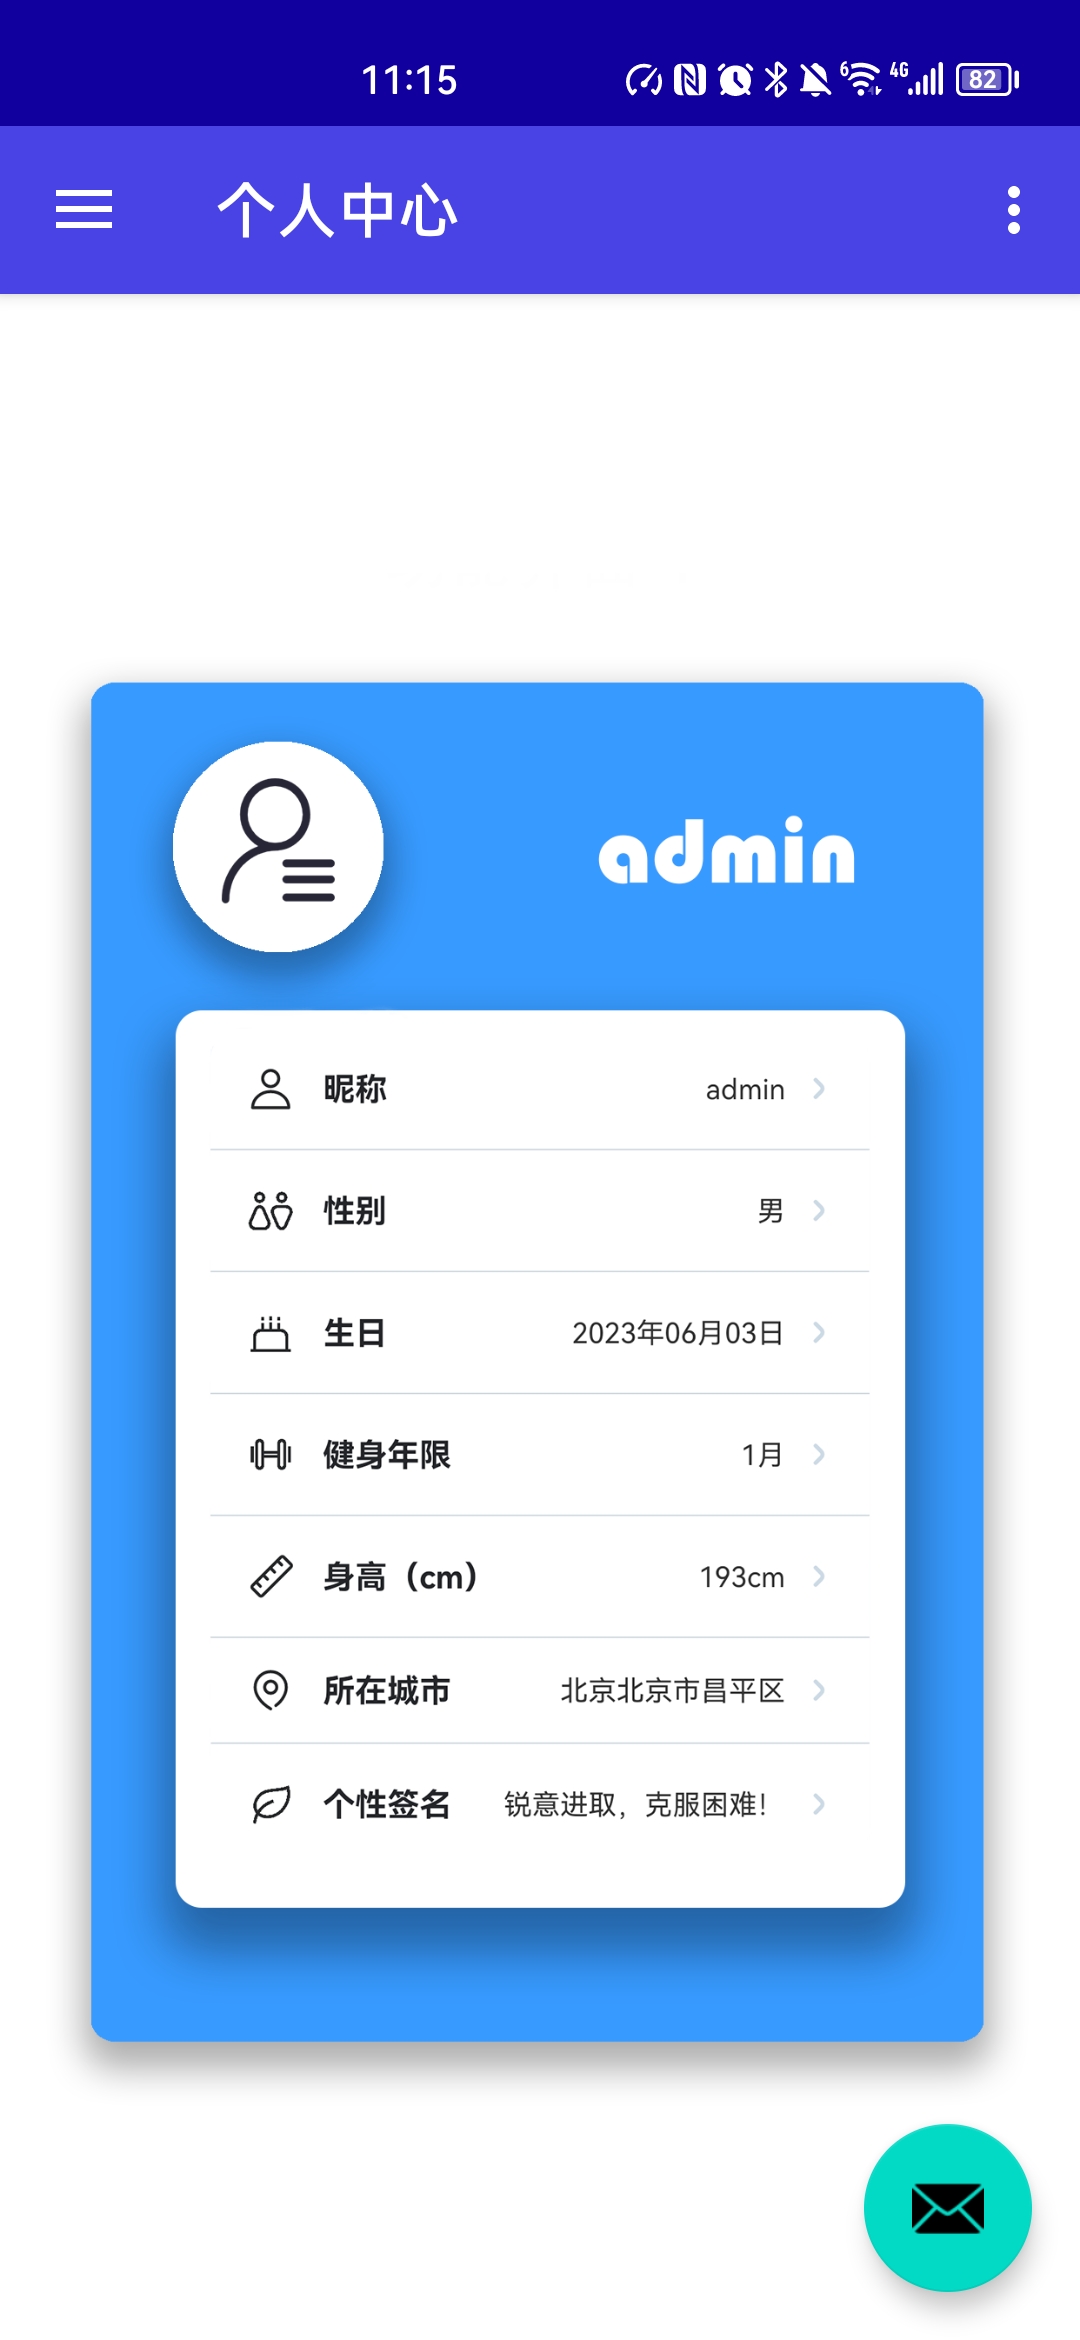 11:15 6 4G 82
个人中心
admin
昵称 admin
性别 男
生日 2023年06月03日
健身年限 1月
身高（cm） 193cm
所在城市 北京北京市昌平区
个性签名 锐意进取，克服困难！